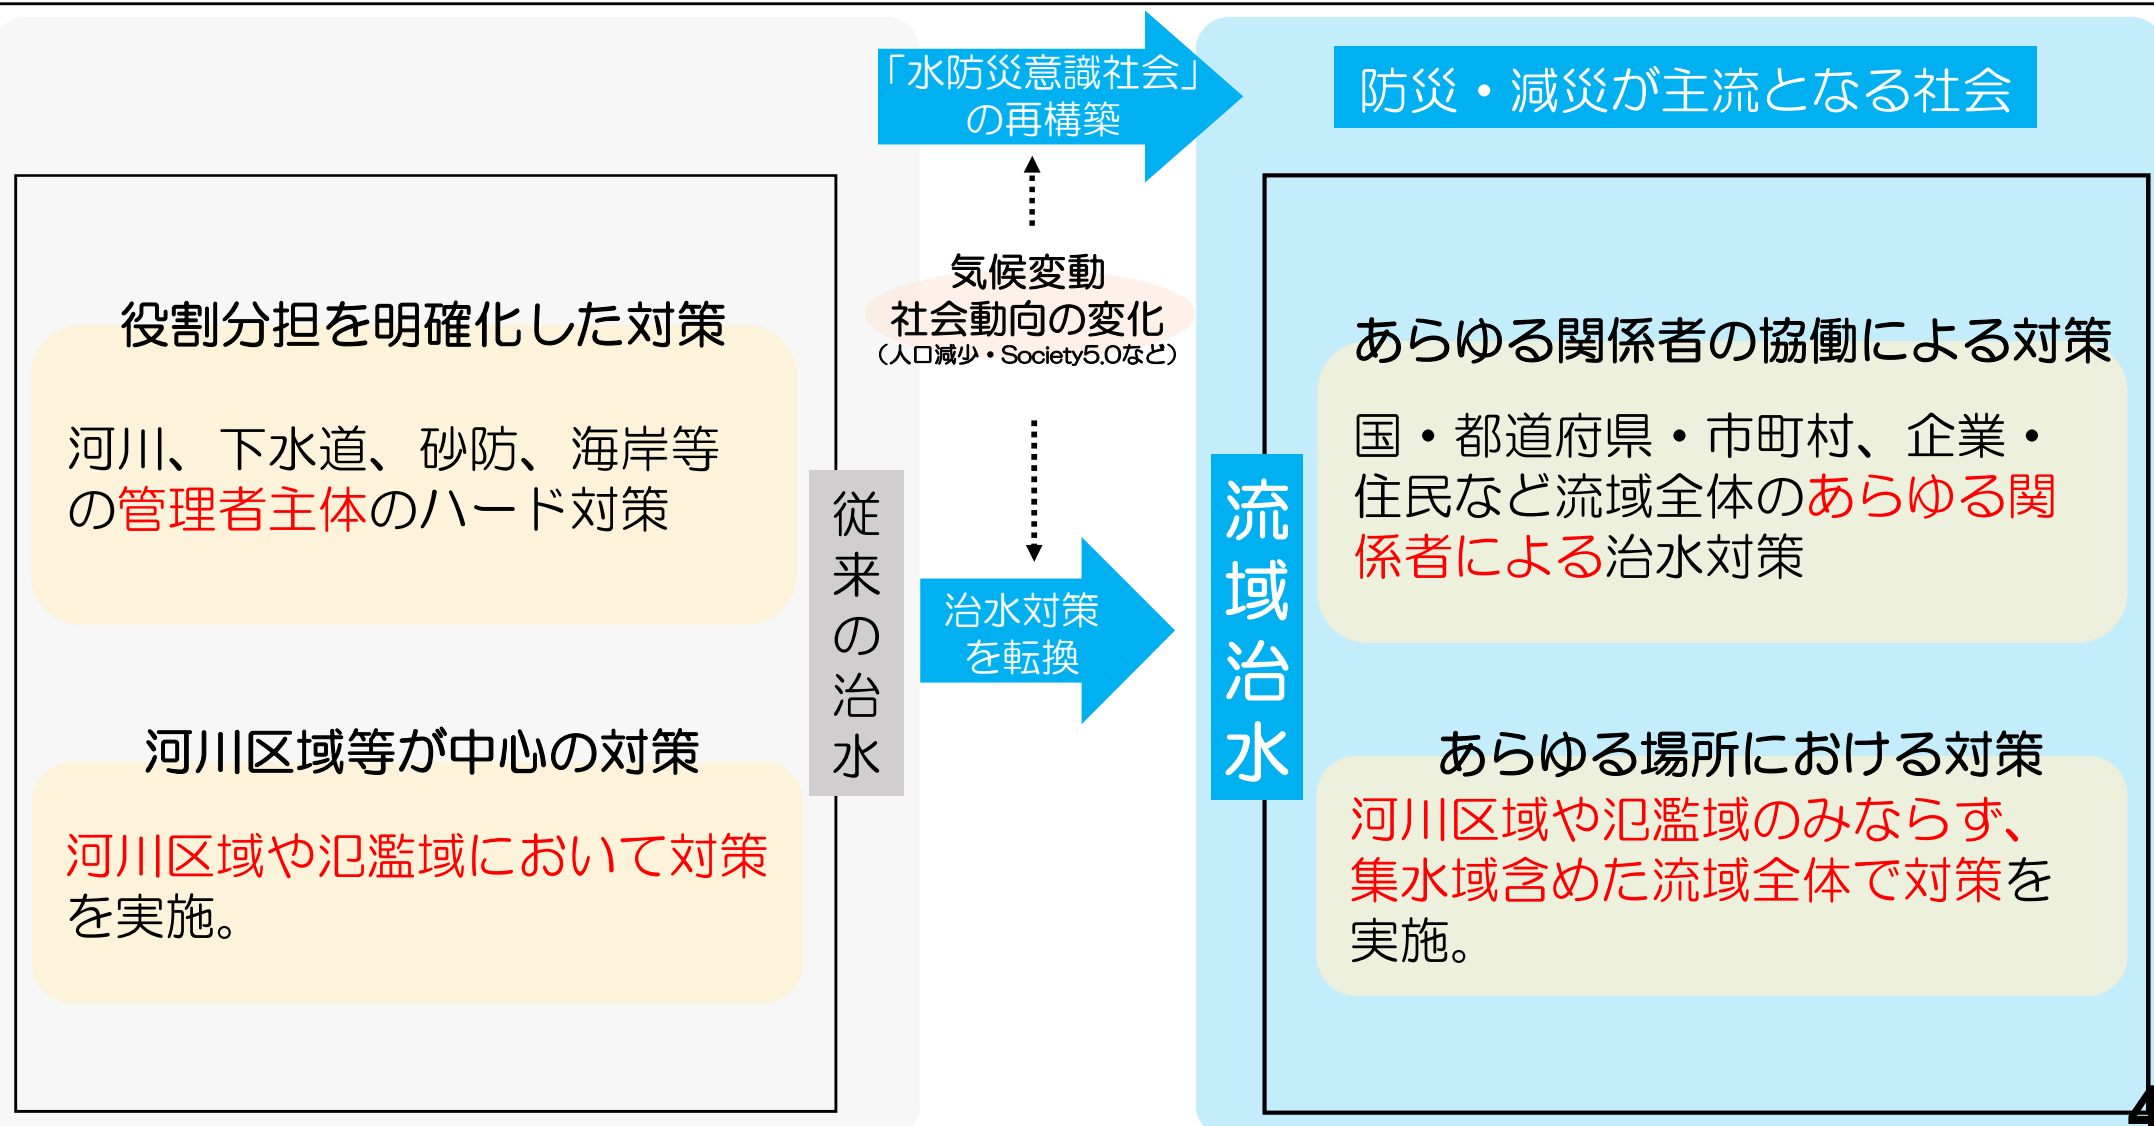 「水防災意識社会」
の再構築
防災・減災が主流となる社会
役割分担を明確化した対策
河川、下水道、砂防、海岸等
の管理者主体のハード対策
河川区域等が中心の対策
河川区域や氾濫域において対策
を実施。
従来の治水
気候変動
社会動向の変化
（人口減少・Society5.0など）
治水対策
を転換
流域治水
あらゆる関係者の協働による対策
国・都道府県・市町村、企業・
住民など流域全体のあらゆる関
係者による治水対策
あらゆる場所における対策
河川区域や氾濫域のみならず、
集水域含めた流域全体で対策を
実施。
4